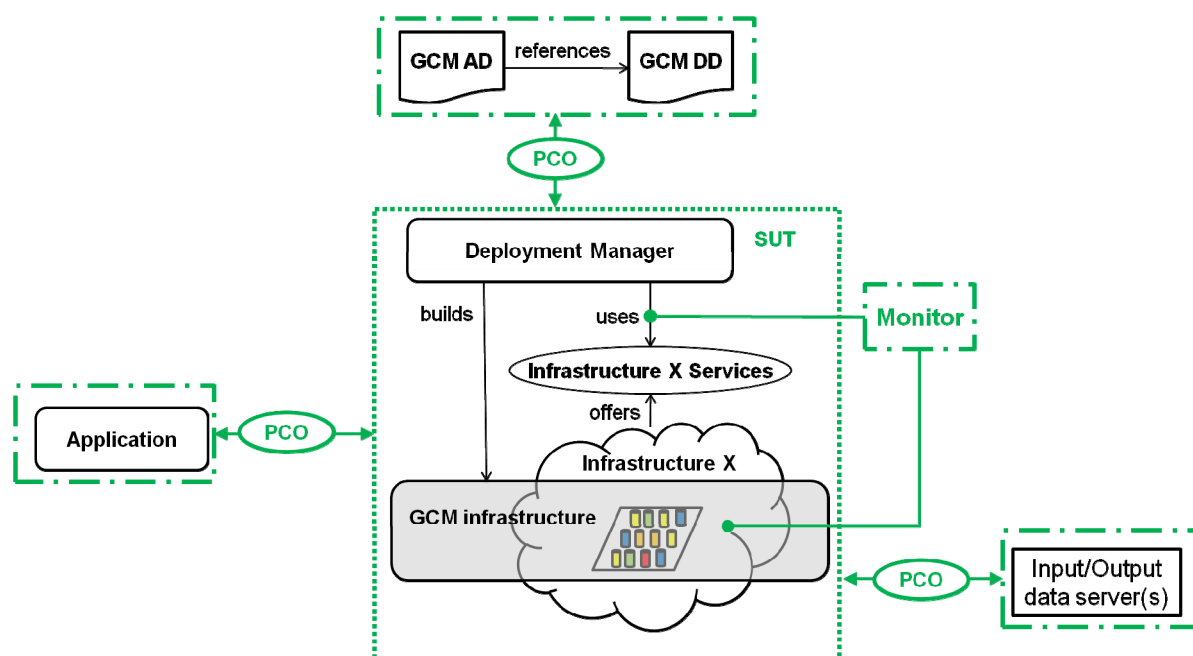 GCM AD
references
GCM DD
PCO
SUT
Deployment Manager
builds
uses
Monitor
Infrastructure X Services
offers
Application
PCO
Infrastructure X
GCM infrastructure
PCO
Input/Output
data server(s)